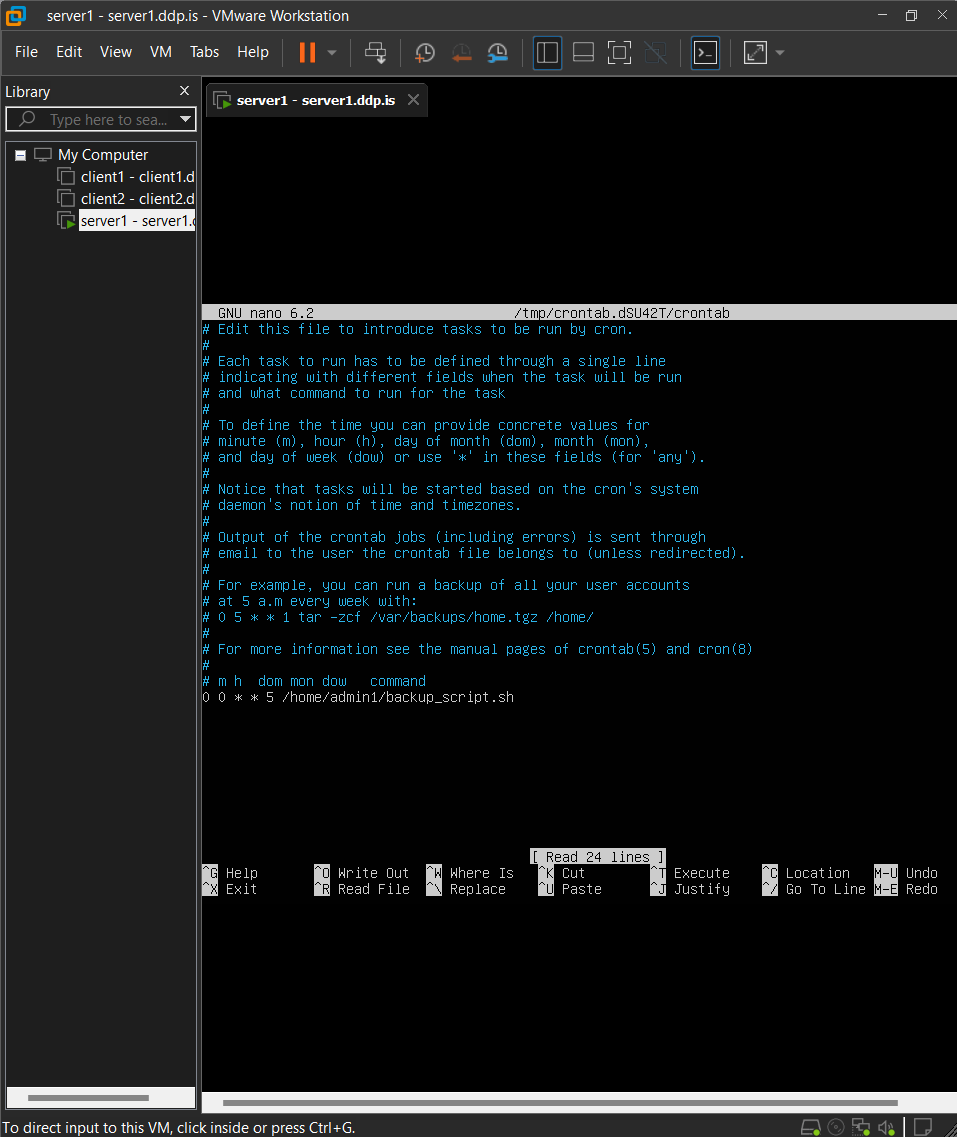 server1 - server1.ddp.is - VMware Workstation
File Edit View VM Tabs Help
Library
Type here to sea...
server1 - server1.ddp.is
My Computer
client1 - client1.d
client2 - client2.d
server1 - server1.d
GNU nano 6.2 /tmp/crontab.dSU42T/crontab
# Edit this file to introduce tasks to be run by cron.
#
# Each task to run has to be defined through a single line
# indicating with different fields when the task will be run
# and what command to run for the task
#
# To define the time you can provide concrete values for
# minute (m), hour (h), day of month (dom), month (mon),
# and day of week (dow) or use '*' in these fields (for 'any').
#
# Notice that tasks will be started based on the cron's system
# daemon's notion of time and timezones.
#
# Output of the crontab jobs (including errors) is sent through
# email to the user the crontab file belongs to (unless redirected).
#
# For example, you can run a backup of all your user accounts
# at 5 a.m every week with:
# 0 5 * * 1 tar -zcf /var/backups/home.tgz /home/
#
# For more information see the manual pages of crontab(5) and cron(8)
#
# m h  dom mon dow   command
0 0 * * 5 /home/admin1/backup_script.sh
[ Read 24 lines ]
^G Help ^O Write Out ^W Where Is ^K Cut ^T Execute ^C Location M-U Undo
^X Exit ^R Read File ^\ Replace ^U Paste ^J Justify ^/ Go To Line M-E Redo
To direct input to this VM, click inside or press Ctrl+G.